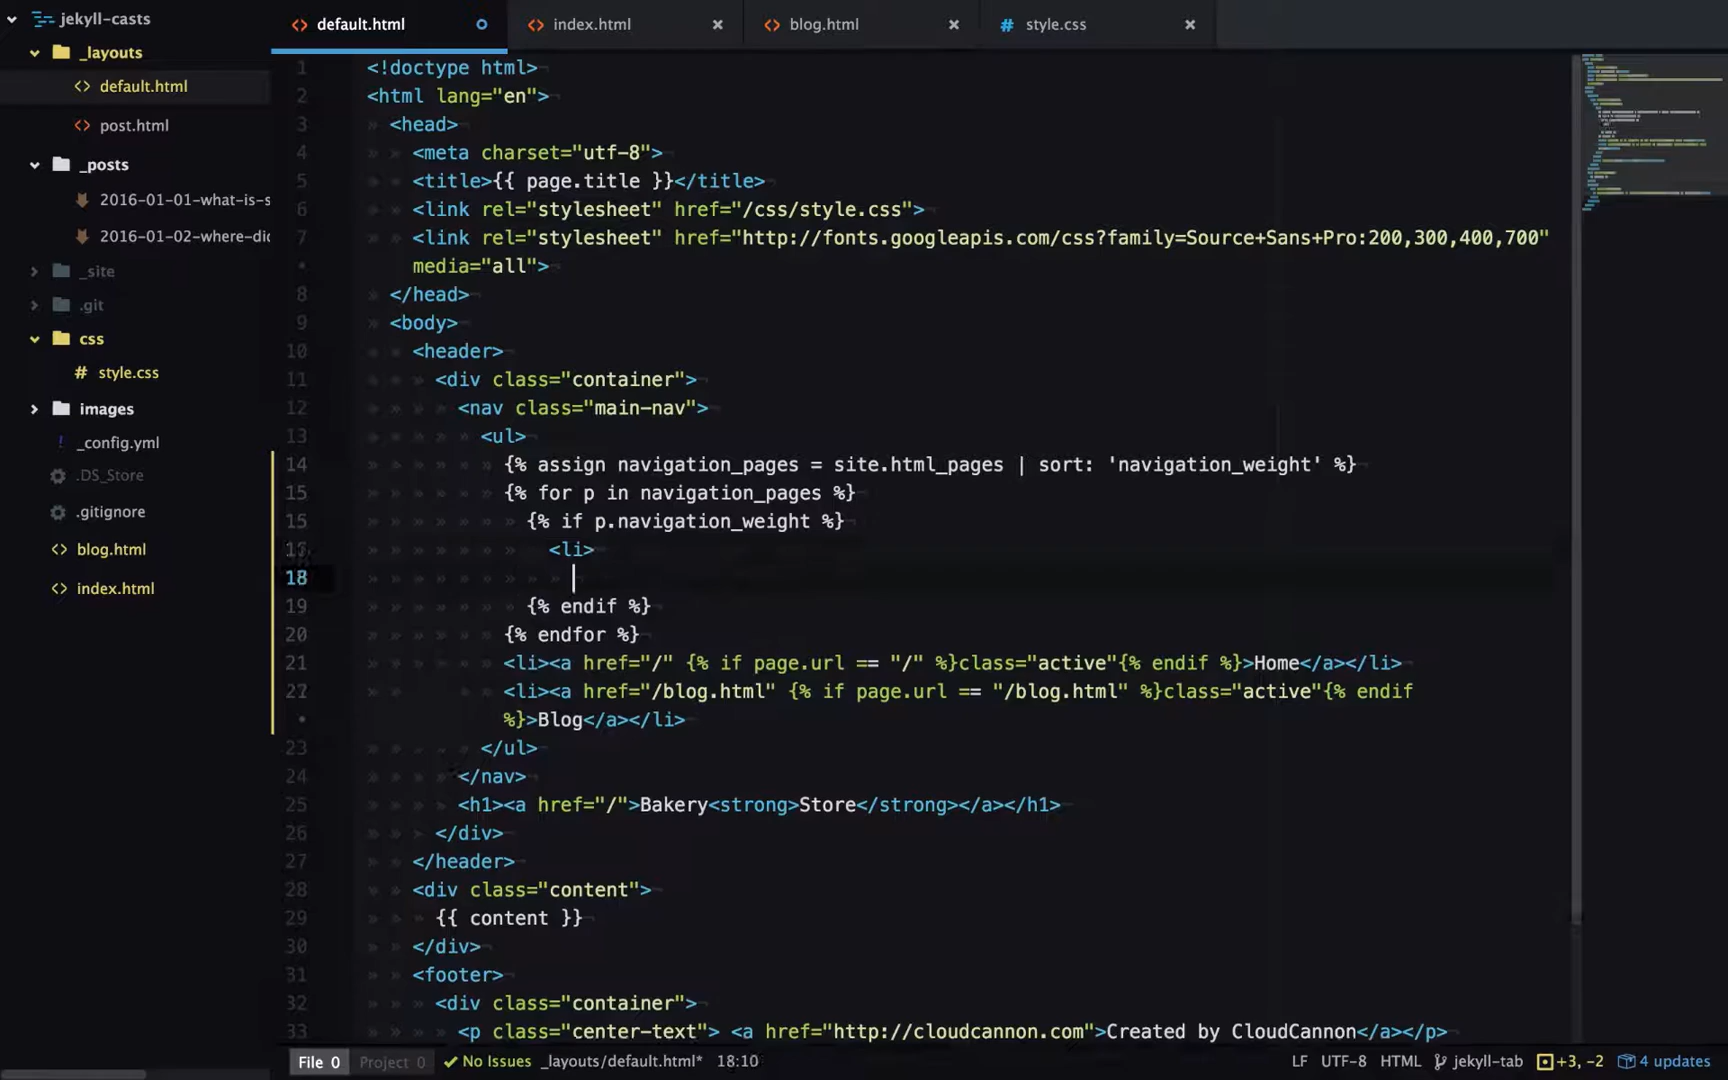 jekyll-casts
_layouts
default.html
post.html
_posts
2016-01-01-what-is-s
2016-01-02-where-did
_site
.git
css
style.css
images
_config.yml
.DS_Store
.gitignore
blog.html
index.html
default.html
index.html
blog.html
style.css
1 <!doctype html>
2 <html lang="en">
3 <head>
4 <meta charset="utf-8">
5 <title>{{ page.title }}</title>
6 <link rel="stylesheet" href="/css/style.css">
7 <link rel="stylesheet" href="http://fonts.googleapis.com/css?family=Source+Sans+Pro:200,300,400,700"
media="all">
8 </head>
9 <body>
10 <header>
11 <div class="container">
12 <nav class="main-nav">
13 <ul>
14 {% assign navigation_pages = site.html_pages | sort: 'navigation_weight' %}
15 {% for p in navigation_pages %}
15 {% if p.navigation_weight %}
<li>
18
19 {% endif %}
20 {% endfor %}
21 <li><a href="/" {% if page.url == "/" %}class="active"{% endif %}>Home</a></li>
<li><a href="/blog.html" {% if page.url == "/blog.html" %}class="active"{% endif
%}>Blog</a></li>
23 </ul>
24 </nav>
25 <h1><a href="/">Bakery<strong>Store</strong></a></h1>
26 </div>
27 </header>
28 <div class="content">
29 {{ content }}
30 </div>
31 <footer>
32 <div class="container">
33 <p class="center-text"> <a href="http://cloudcannon.com">Created by CloudCannon</a></p>
File 0 Project 0 No Issues _layouts/default.html* 18:10 LF UTF-8 HTML jekyll-tab +3, -2 4 updates